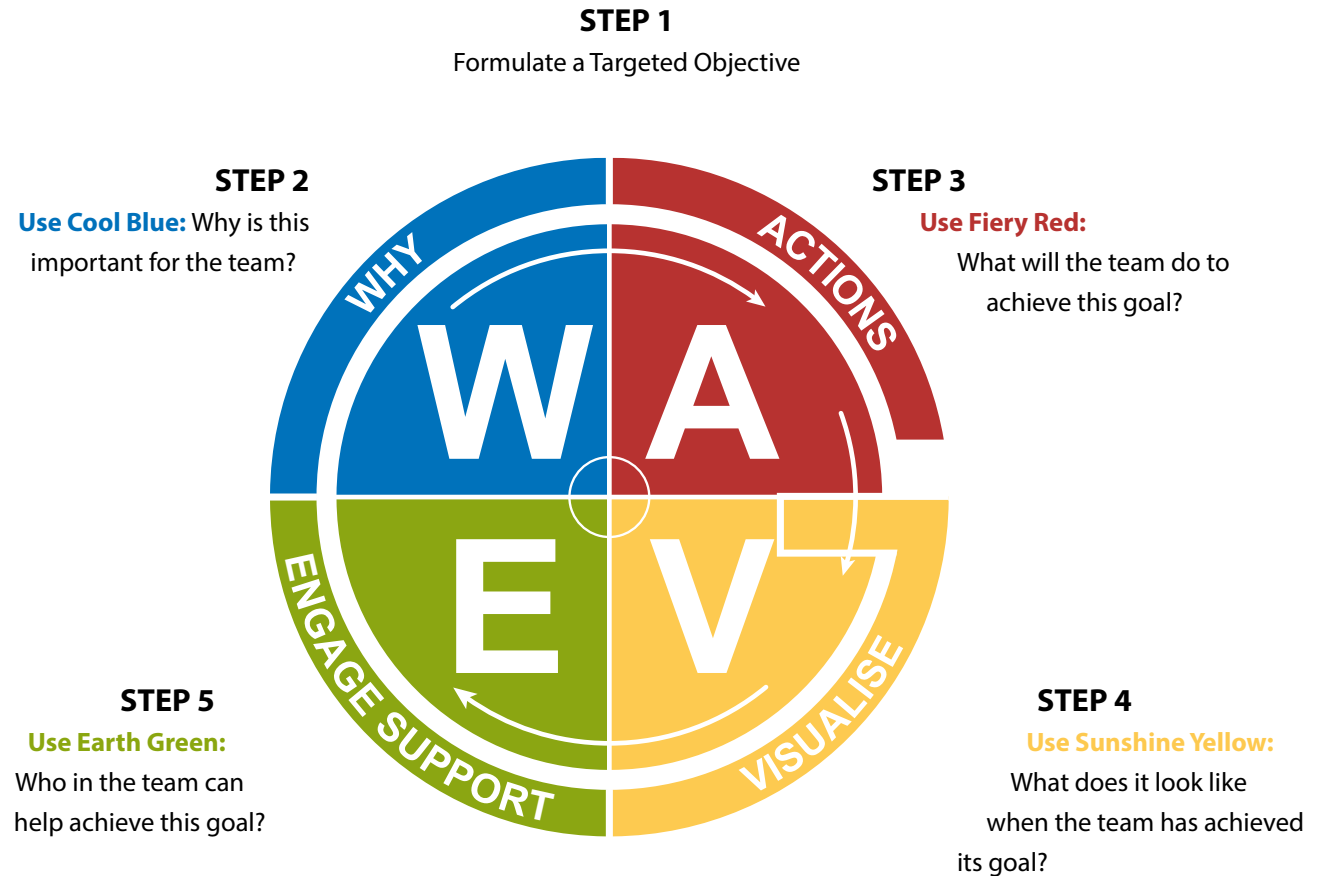 STEP 1
Formulate a Targeted Objective
STEP 2
Use Cool Blue: Why is this
important for the team?
STEP 3
Use Fiery Red:
What will the team do to
achieve this goal?
WHY
ACTIONS
W
A
E
V
ENGAGE SUPPORT
VISUALISE
STEP 4
Use Sunshine Yellow:
What does it look like
when the team has achieved
its goal?
STEP 5
Use Earth Green:
Who in the team can
help achieve this goal?